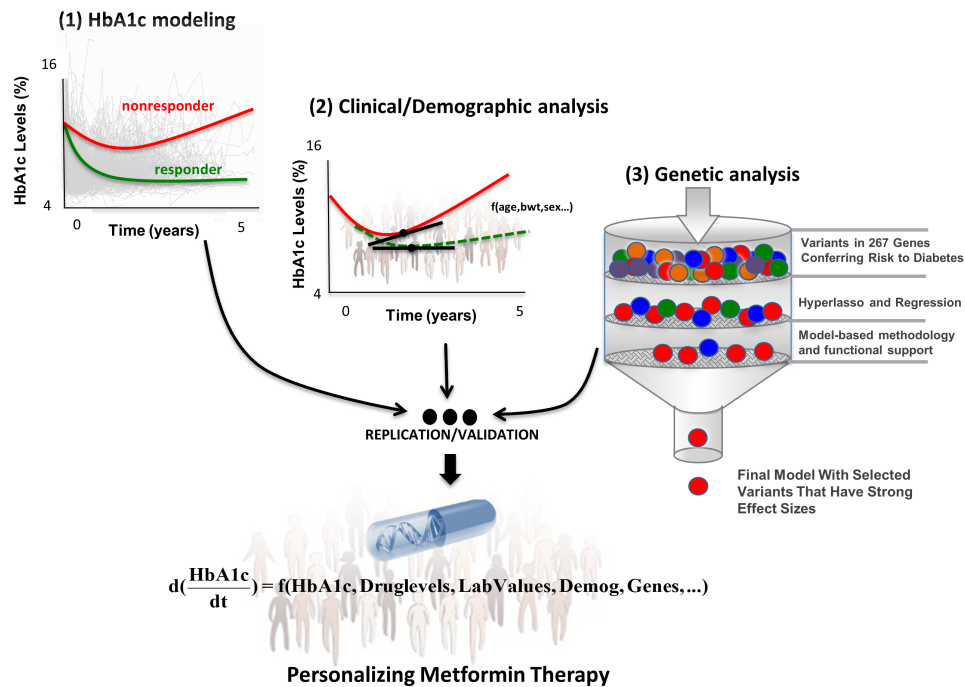 (1) HbA1c modeling
HbA1c Levels (%)
16
nonresponder
responder
4
0
5
Time (years)
(2) Clinical/Demographic analysis
HbA1c Levels (%)
16
f(age,bwt,sex...)
4
0
5
Time (years)
(3) Genetic analysis
Variants in 267 Genes
Conferring Risk to Diabetes
Hyperlasso and Regression
Model-based methodology
and functional support
Final Model With Selected
Variants That Have Strong
Effect Sizes
REPLICATION/VALIDATION
d(HbA1c/dt) = f(HbA1c, Druglevels, LabValues, Demog, Genes, ...)
Personalizing Metformin Therapy